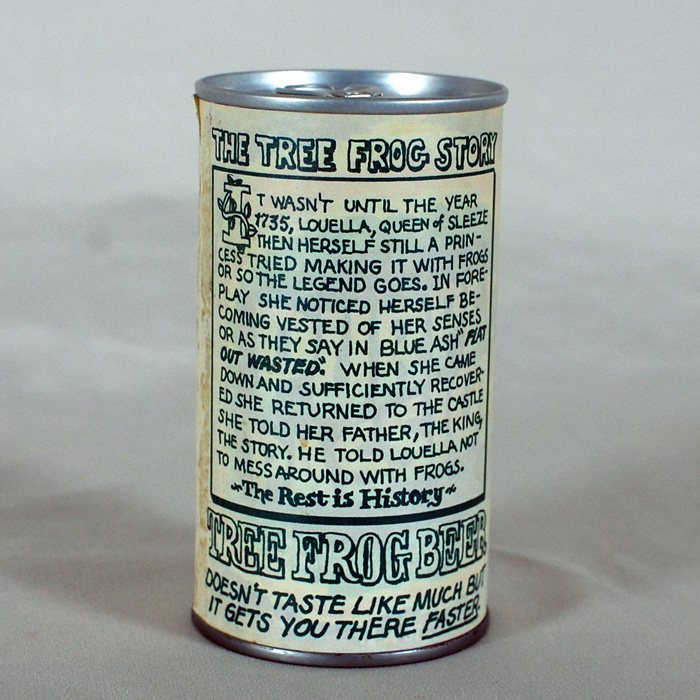 THE TREE FROG STORY
IT WASN'T UNTIL THE YEAR
1735, LOUELLA, QUEEN of SLEEZE
THEN HERSELF STILL A PRIN-
CESS TRIED MAKING IT WITH FROGS
OR SO THE LEGEND GOES. IN FORE-
PLAY SHE NOTICED HERSELF BE-
COMING VESTED OF HER SENSES
OR AS THEY SAY IN BLUE ASH "FLAT
OUT WASTED". WHEN SHE CAME
DOWN AND SUFFICIENTLY RECOVER-
ED SHE RETURNED TO THE CASTLE
SHE TOLD HER FATHER, THE KING,
THE STORY. HE TOLD LOUELLA NOT
TO MESS AROUND WITH FROGS.
~The Rest is History~
TREE FROG BEER
DOESN'T TASTE LIKE MUCH BUT
IT GETS YOU THERE FASTER.